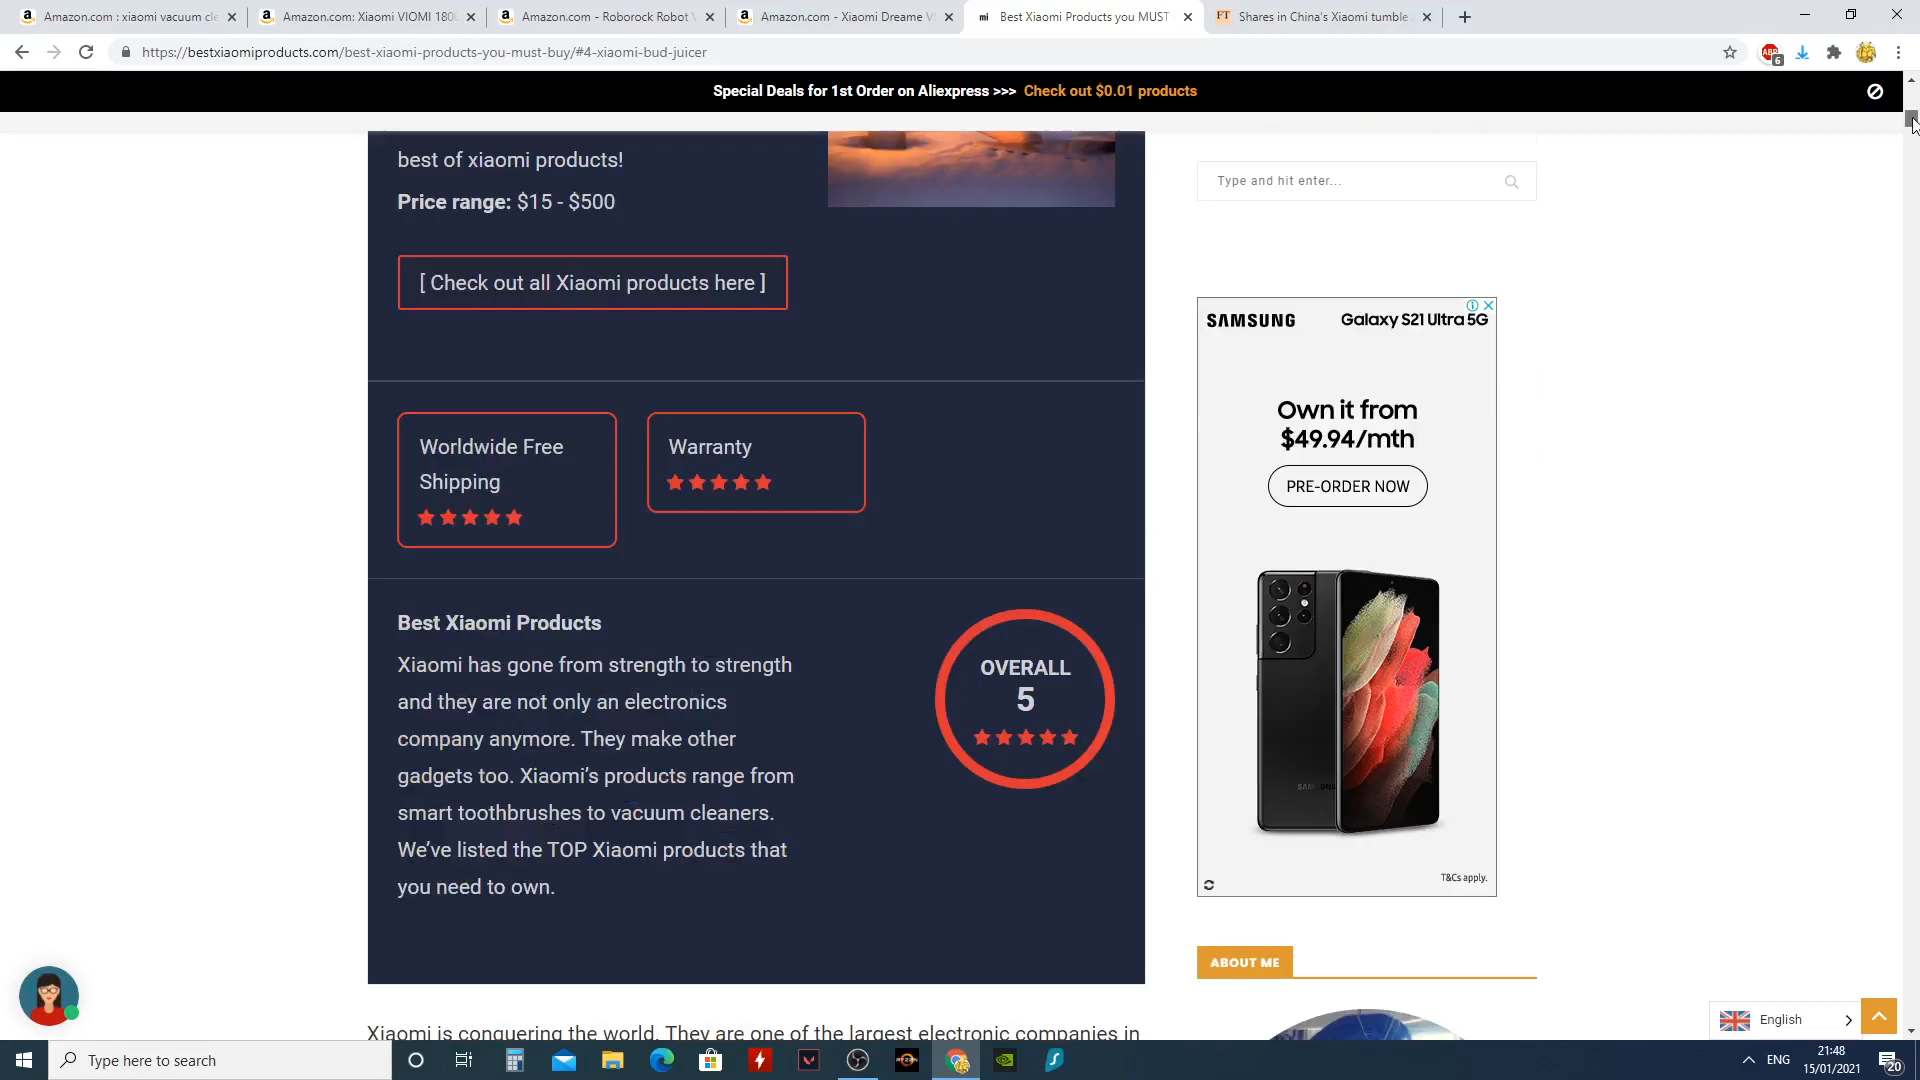 Amazon.com : xiaomi vacuum cle
Amazon.com: Xiaomi VIOMI 1800
Amazon.com - Roborock Robot V
Amazon.com - Xiaomi Dreame V
Best Xiaomi Products you MUST
Shares in China's Xiaomi tumble
https://bestxiaomiproducts.com/best-xiaomi-products-you-must-buy/#4-xiaomi-bud-juicer
Special Deals for 1st Order on Aliexpress >>> Check out $0.01 products
best of xiaomi products!
Price range: $15 - $500
[ Check out all Xiaomi products here ]
Type and hit enter...
Worldwide Free
Shipping
Warranty
Best Xiaomi Products
Xiaomi has gone from strength to strength
and they are not only an electronics
company anymore. They make other
gadgets too. Xiaomi's products range from
smart toothbrushes to vacuum cleaners.
We've listed the TOP Xiaomi products that
you need to own.
OVERALL
5
SAMSUNG
Galaxy S21 Ultra 5G
Own it from
$49.94/mth
PRE-ORDER NOW
T&Cs apply.
ABOUT ME
Xiaomi is conquering the world. They are one of the largest electronic companies in
English
Type here to search
ENG
21:48
15/01/2021
20